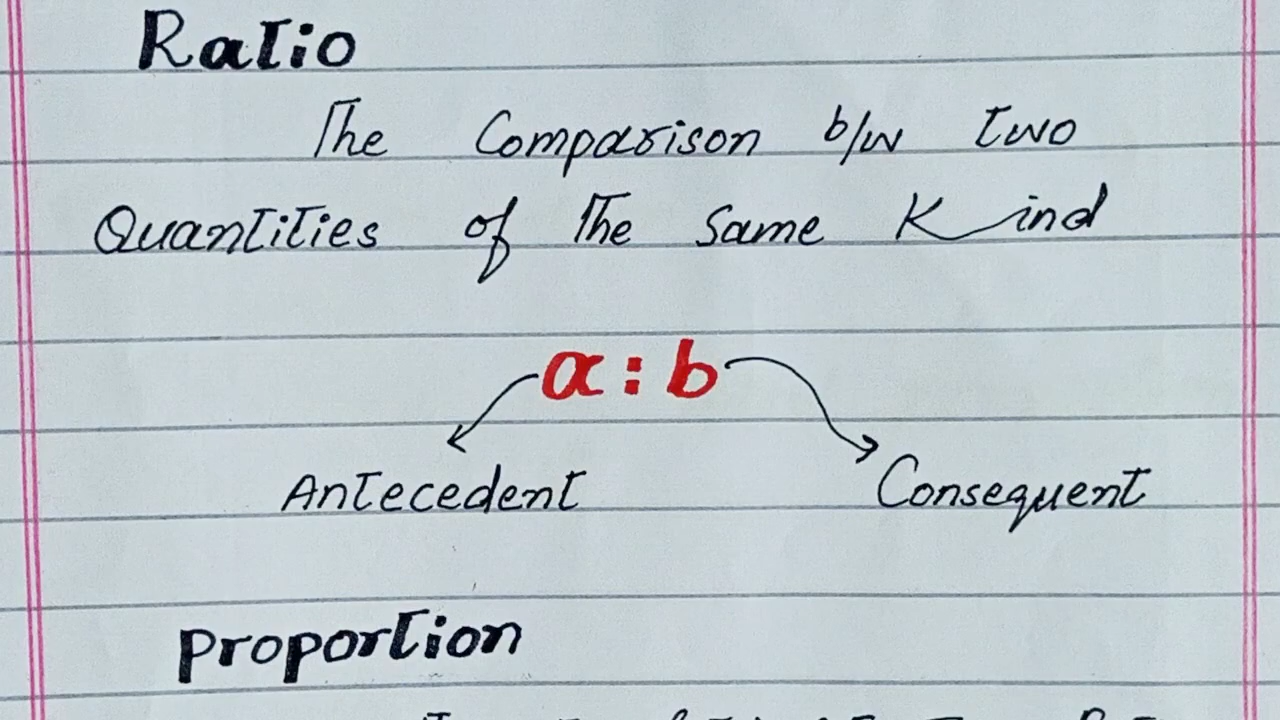 Ratio
The Comparison b/w two
Quantities of The Same Kind
a : b
Antecedent Consequent
Proportion